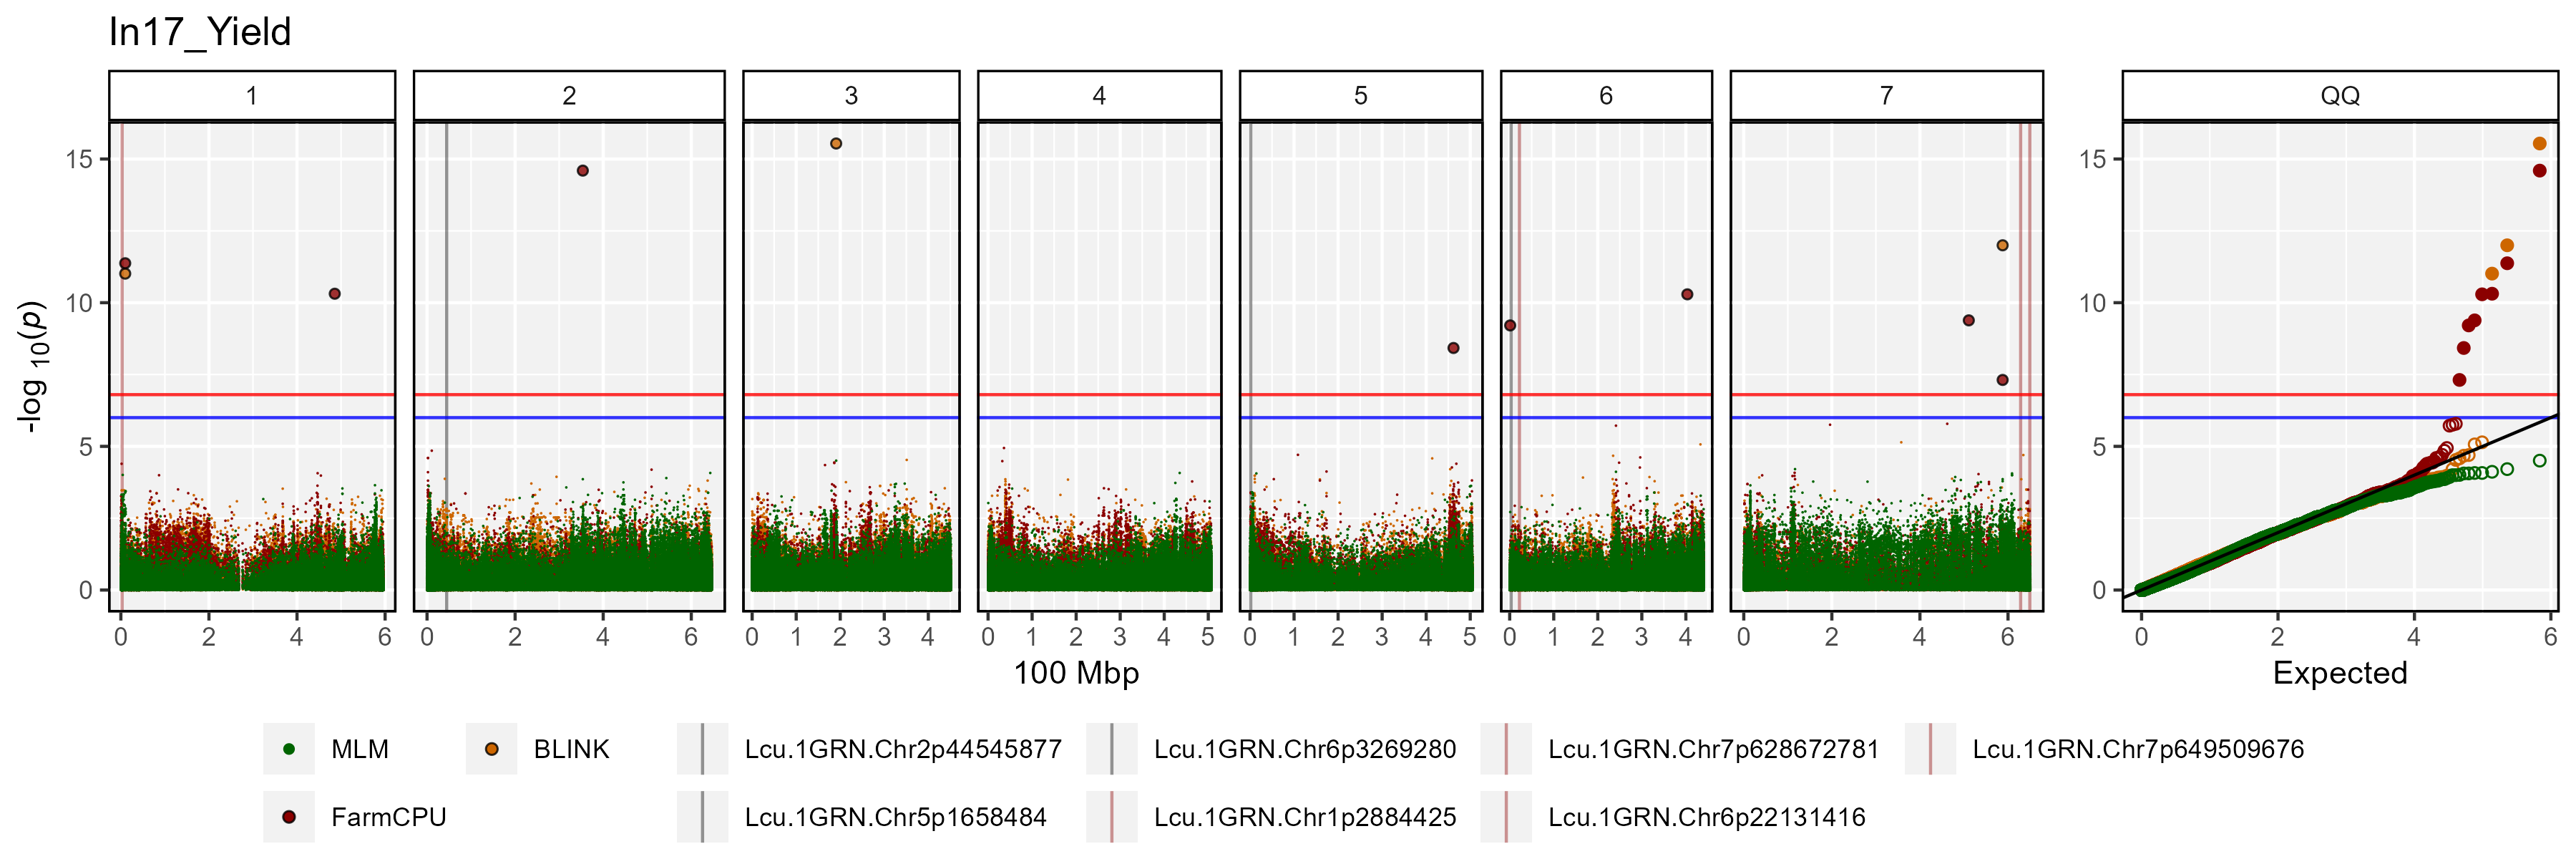 In17_Yield
1 2 3 4 5 6 7 QQ
15 15
10 10
5 5
0 0
-log 10(p)
0 2 4 6 0 2 4 6 0 1 2 3 4 0 1 2 3 4 5 0 1 2 3 4 5 0 1 2 3 4 0 2 4 6 0 2 4 6
100 Mbp Expected
MLM BLINK Lcu.1GRN.Chr2p44545877 Lcu.1GRN.Chr6p3269280 Lcu.1GRN.Chr7p628672781 Lcu.1GRN.Chr7p649509676
FarmCPU Lcu.1GRN.Chr5p1658484 Lcu.1GRN.Chr1p2884425 Lcu.1GRN.Chr6p22131416